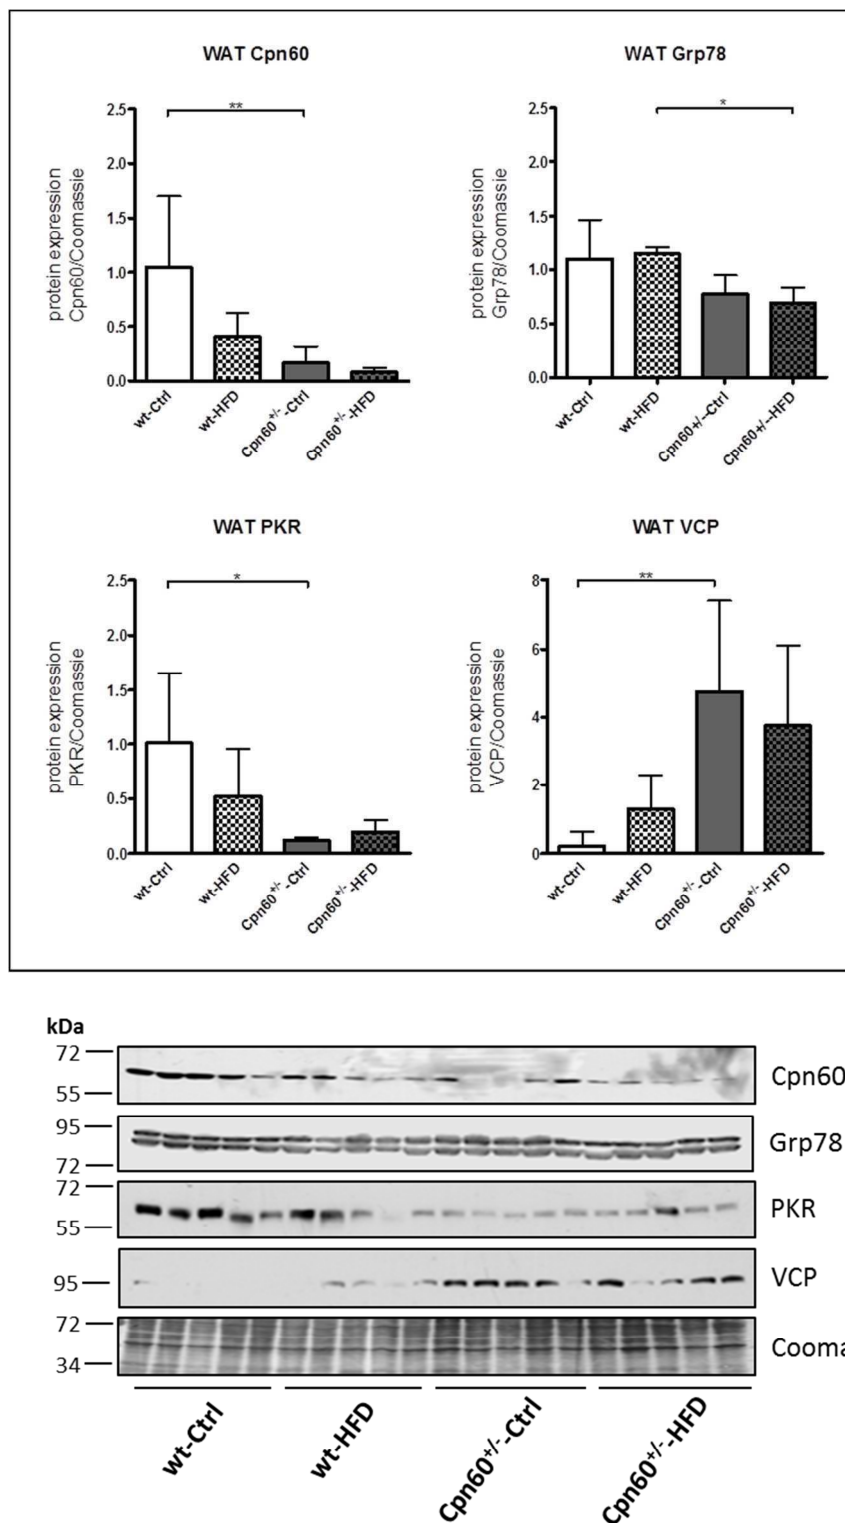 WAT Cpn60
**
2.5
2.0
1.5
1.0
0.5
0.0
protein expression
Cpn60/Coomassie
wt-Ctrl
wt-HFD
Cpn60+/--Ctrl
Cpn60+/--HFD
WAT Grp78
*
2.5
2.0
1.5
1.0
0.5
0.0
protein expression
Grp78/Coomassie
wt-Ctrl
wt-HFD
Cpn60+/--Ctrl
Cpn60+/--HFD
WAT PKR
*
2.5
2.0
1.5
1.0
0.5
0.0
protein expression
PKR/Coomassie
wt-Ctrl
wt-HFD
Cpn60+/--Ctrl
Cpn60+/--HFD
WAT VCP
**
8
6
4
2
0
protein expression
VCP/Coomassie
wt-Ctrl
wt-HFD
Cpn60+/--Ctrl
Cpn60+/--HFD
kDa
72
55
Cpn60
95
72
Grp78
72
55
PKR
95
VCP
72
34
Cooma
wt-Ctrl
wt-HFD
Cpn60+/--Ctrl
Cpn60+/--HFD